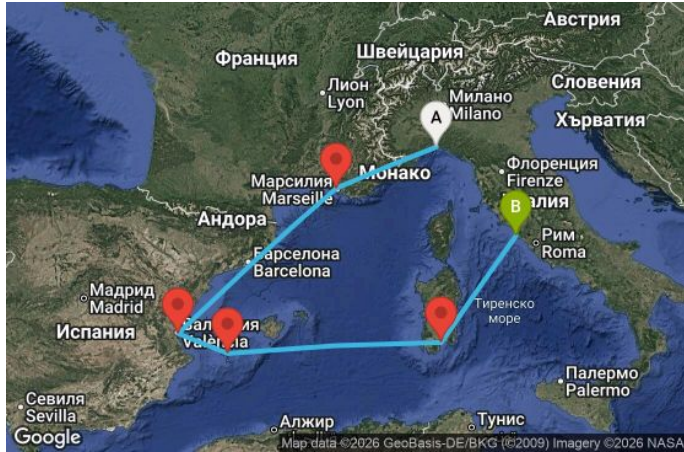 Австрия
Франция
Швейцария
Лион
Lyon
Милано
Milano
Словения
Хърватия
A
Монако
Марсилия
Marseille
Флоренция
Firenze
B
Андора
Барселона
Barcelona
Рим
Roma
Мадрид
Madrid
Испания
València
Тиренско
море
Палермо
Palermo
Севиля
Sevilla
Алжир
Тунис
Google
Map data ©2026 GeoBasis-DE/BKG (©2009) Imagery ©2026 NASA